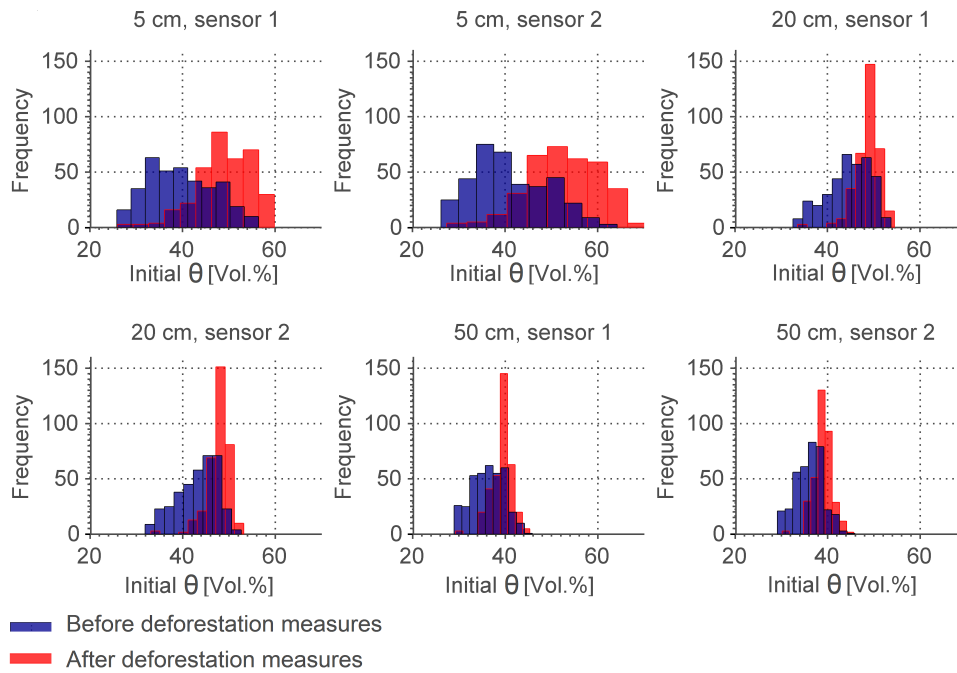 5 cm, sensor 1
5 cm, sensor 2
20 cm, sensor 1
150
100
50
0
Frequency
20
40
60
Initial θ [Vol.%]
150
100
50
0
Frequency
20
40
60
Initial θ [Vol.%]
150
100
50
0
Frequency
20
40
60
Initial θ [Vol.%]
20 cm, sensor 2
50 cm, sensor 1
50 cm, sensor 2
150
100
50
0
Frequency
20
40
60
Initial θ [Vol.%]
150
100
50
0
Frequency
20
40
60
Initial θ [Vol.%]
150
100
50
0
Frequency
20
40
60
Initial θ [Vol.%]
Before deforestation measures
After deforestation measures